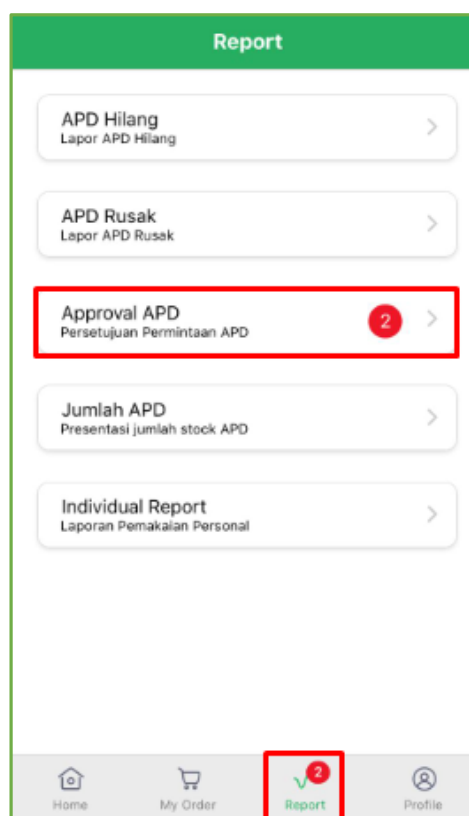 Report
APD Hilang
Lapor APD Hilang
APD Rusak
Lapor APD Rusak
Approval APD
Persetujuan Permintaan APD
2
Jumlah APD
Presentasi jumlah stock APD
Individual Report
Laporan Pemakaian Personal
2
Home
My Order
Report
Profile